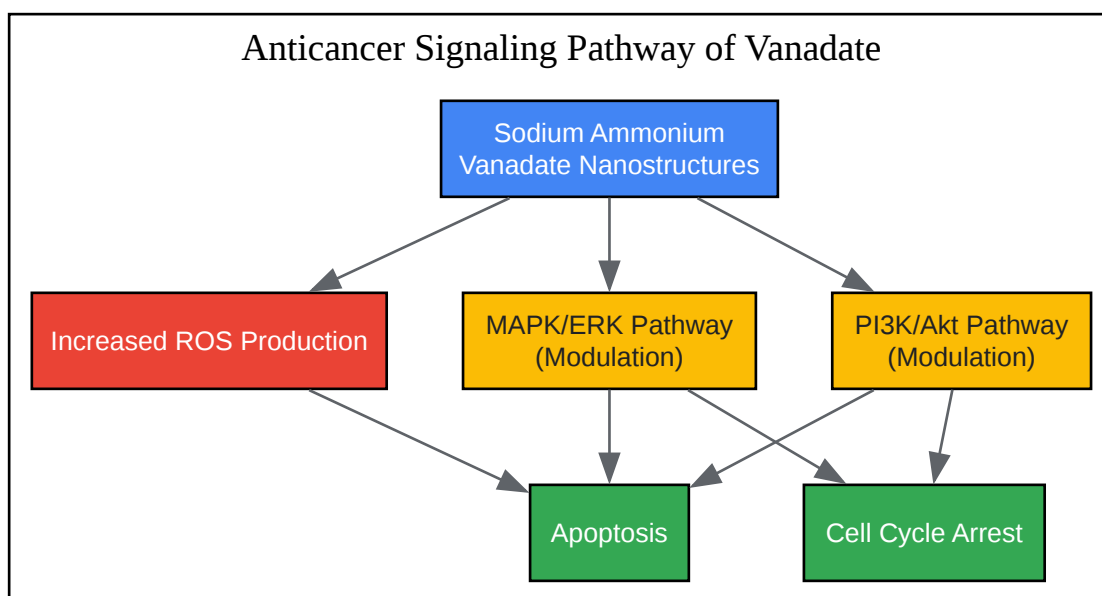 Anticancer Signaling Pathway of Vanadate
Sodium Ammonium
Vanadate Nanostructures
Increased ROS Production
MAPK/ERK Pathway
(Modulation)
PI3K/Akt Pathway
(Modulation)
Apoptosis
Cell Cycle Arrest